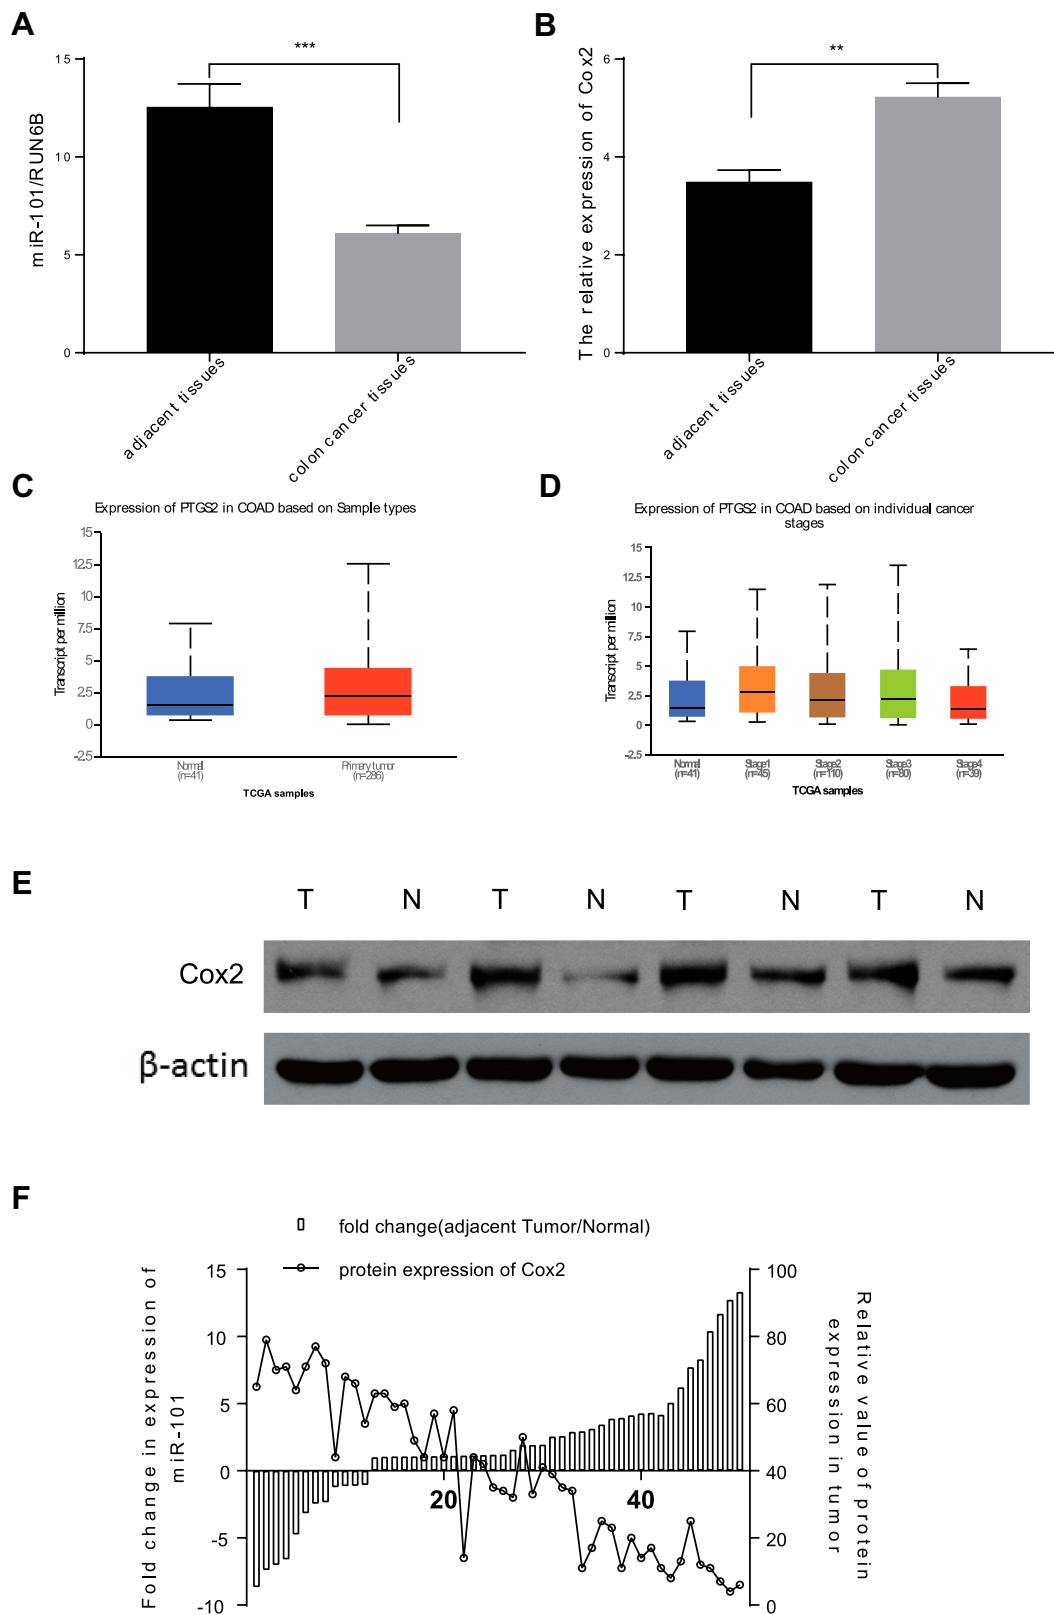 A
***
15
10
5
0
miR-101/RUN6B
adjacent tissues
colon cancer tissues
B
**
6
4
2
0
The relative expression of Cox2
adjacent tissues
colon cancer tissues
C
Expression of PTGS2 in COAD based on Sample types
15
12.5
10
7.5
5
2.5
0
-2.5
Transcript per million
Normal
(n=41)
Primary tumor
(n=286)
TCGA samples
D
Expression of PTGS2 in COAD based on individual cancer
stages
15
12.5
10
7.5
5
2.5
0
-2.5
Transcript per million
Normal
(n=41)
Stage1
(n=45)
Stage2
(n=110)
Stage3
(n=80)
Stage4
(n=39)
TCGA samples
E
T N T N T N T N
Cox2
β-actin
F
fold change(adjacent Tumor/Normal)
protein expression of Cox2
15
10
5
0
-5
-10
Fold change in expression of
miR-101
20
40
100
80
60
40
20
0
Relative value of protein
expression in tumor